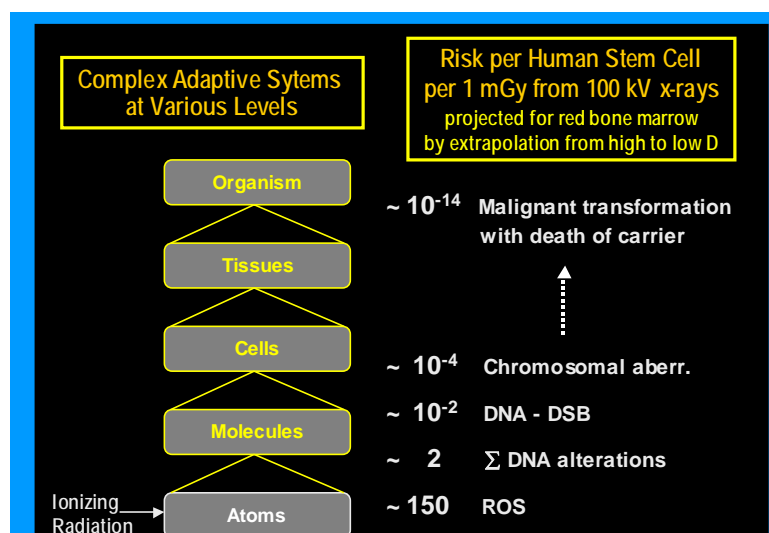 Complex Adaptive Sytems
at Various Levels
Risk per Human Stem Cell
per 1 mGy from 100 kV x-rays
projected for red bone marrow
by extrapolation from high to low D
Organism
~ 10⁻¹⁴ Malignant transformation
with death of carrier
Tissues
Cells
~ 10⁻⁴ Chromosomal aberr.
~ 10⁻² DNA - DSB
Molecules
~ 2 ∑ DNA alterations
Ionizing
Radiation
Atoms
~ 150 ROS